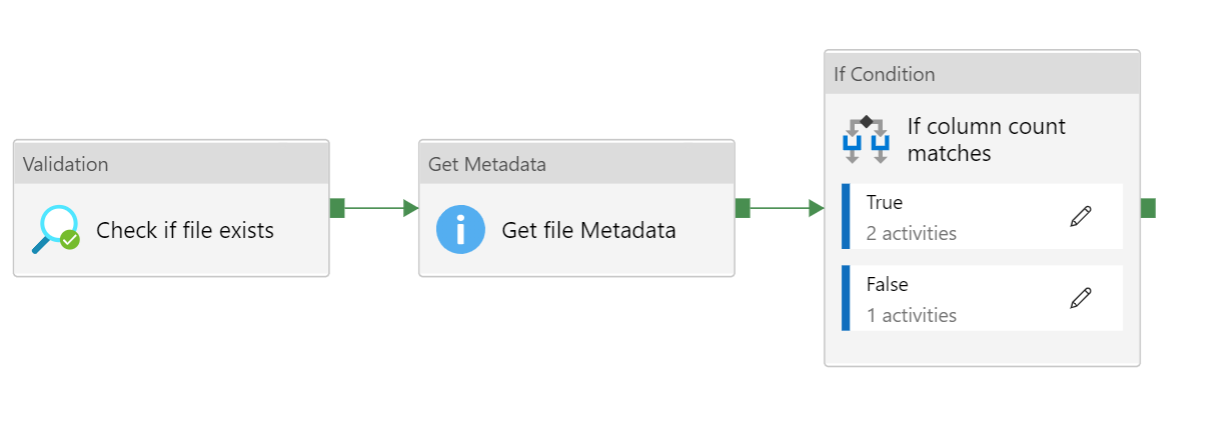 Validation
Check if file exists
Get Metadata
Get file Metadata
If Condition
If column count
matches
True
2 activities
False
1 activities